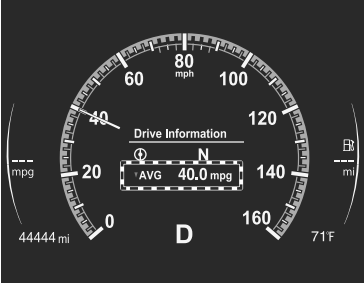 80
mph
60
100
40
120
Drive Information
N
--- mpg
20
↑AVG 40.0 mpg
140
--- mi
0
160
44444 mi
D
71°F